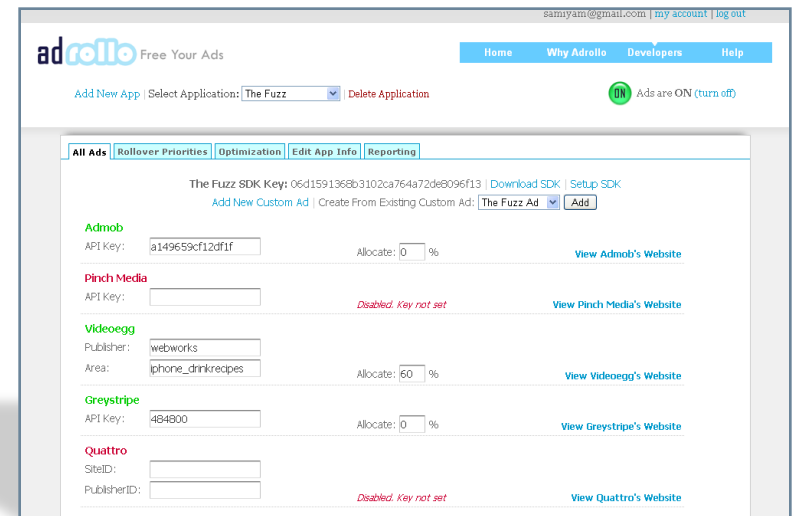 samiyam@gmail.com | my account | log out
adrollo Free Your Ads
Home Why Adrollo Developers Help
Add New App | Select Application: The Fuzz | Delete Application
ON Ads are ON (turn off)
All Ads Rollover Priorities Optimization Edit App Info Reporting
The Fuzz SDK Key: 06d1591368b3102ca764a72de8096f13 | Download SDK | Setup SDK
Add New Custom Ad | Create From Existing Custom Ad: The Fuzz Ad Add
Admob
API Key: a149659cf12df1f Allocate: 0 % View Admob's Website
Pinch Media
API Key: Disabled. Key not set View Pinch Media's Website
Videoegg
Publisher: webworks
Area: iphone_drinkrecipes Allocate: 60 % View Videoegg's Website
Greystripe
API Key: 484800 Allocate: 0 % View Greystripe's Website
Quattro
SiteID:
PublisherID: Disabled. Key not set View Quattro's Website